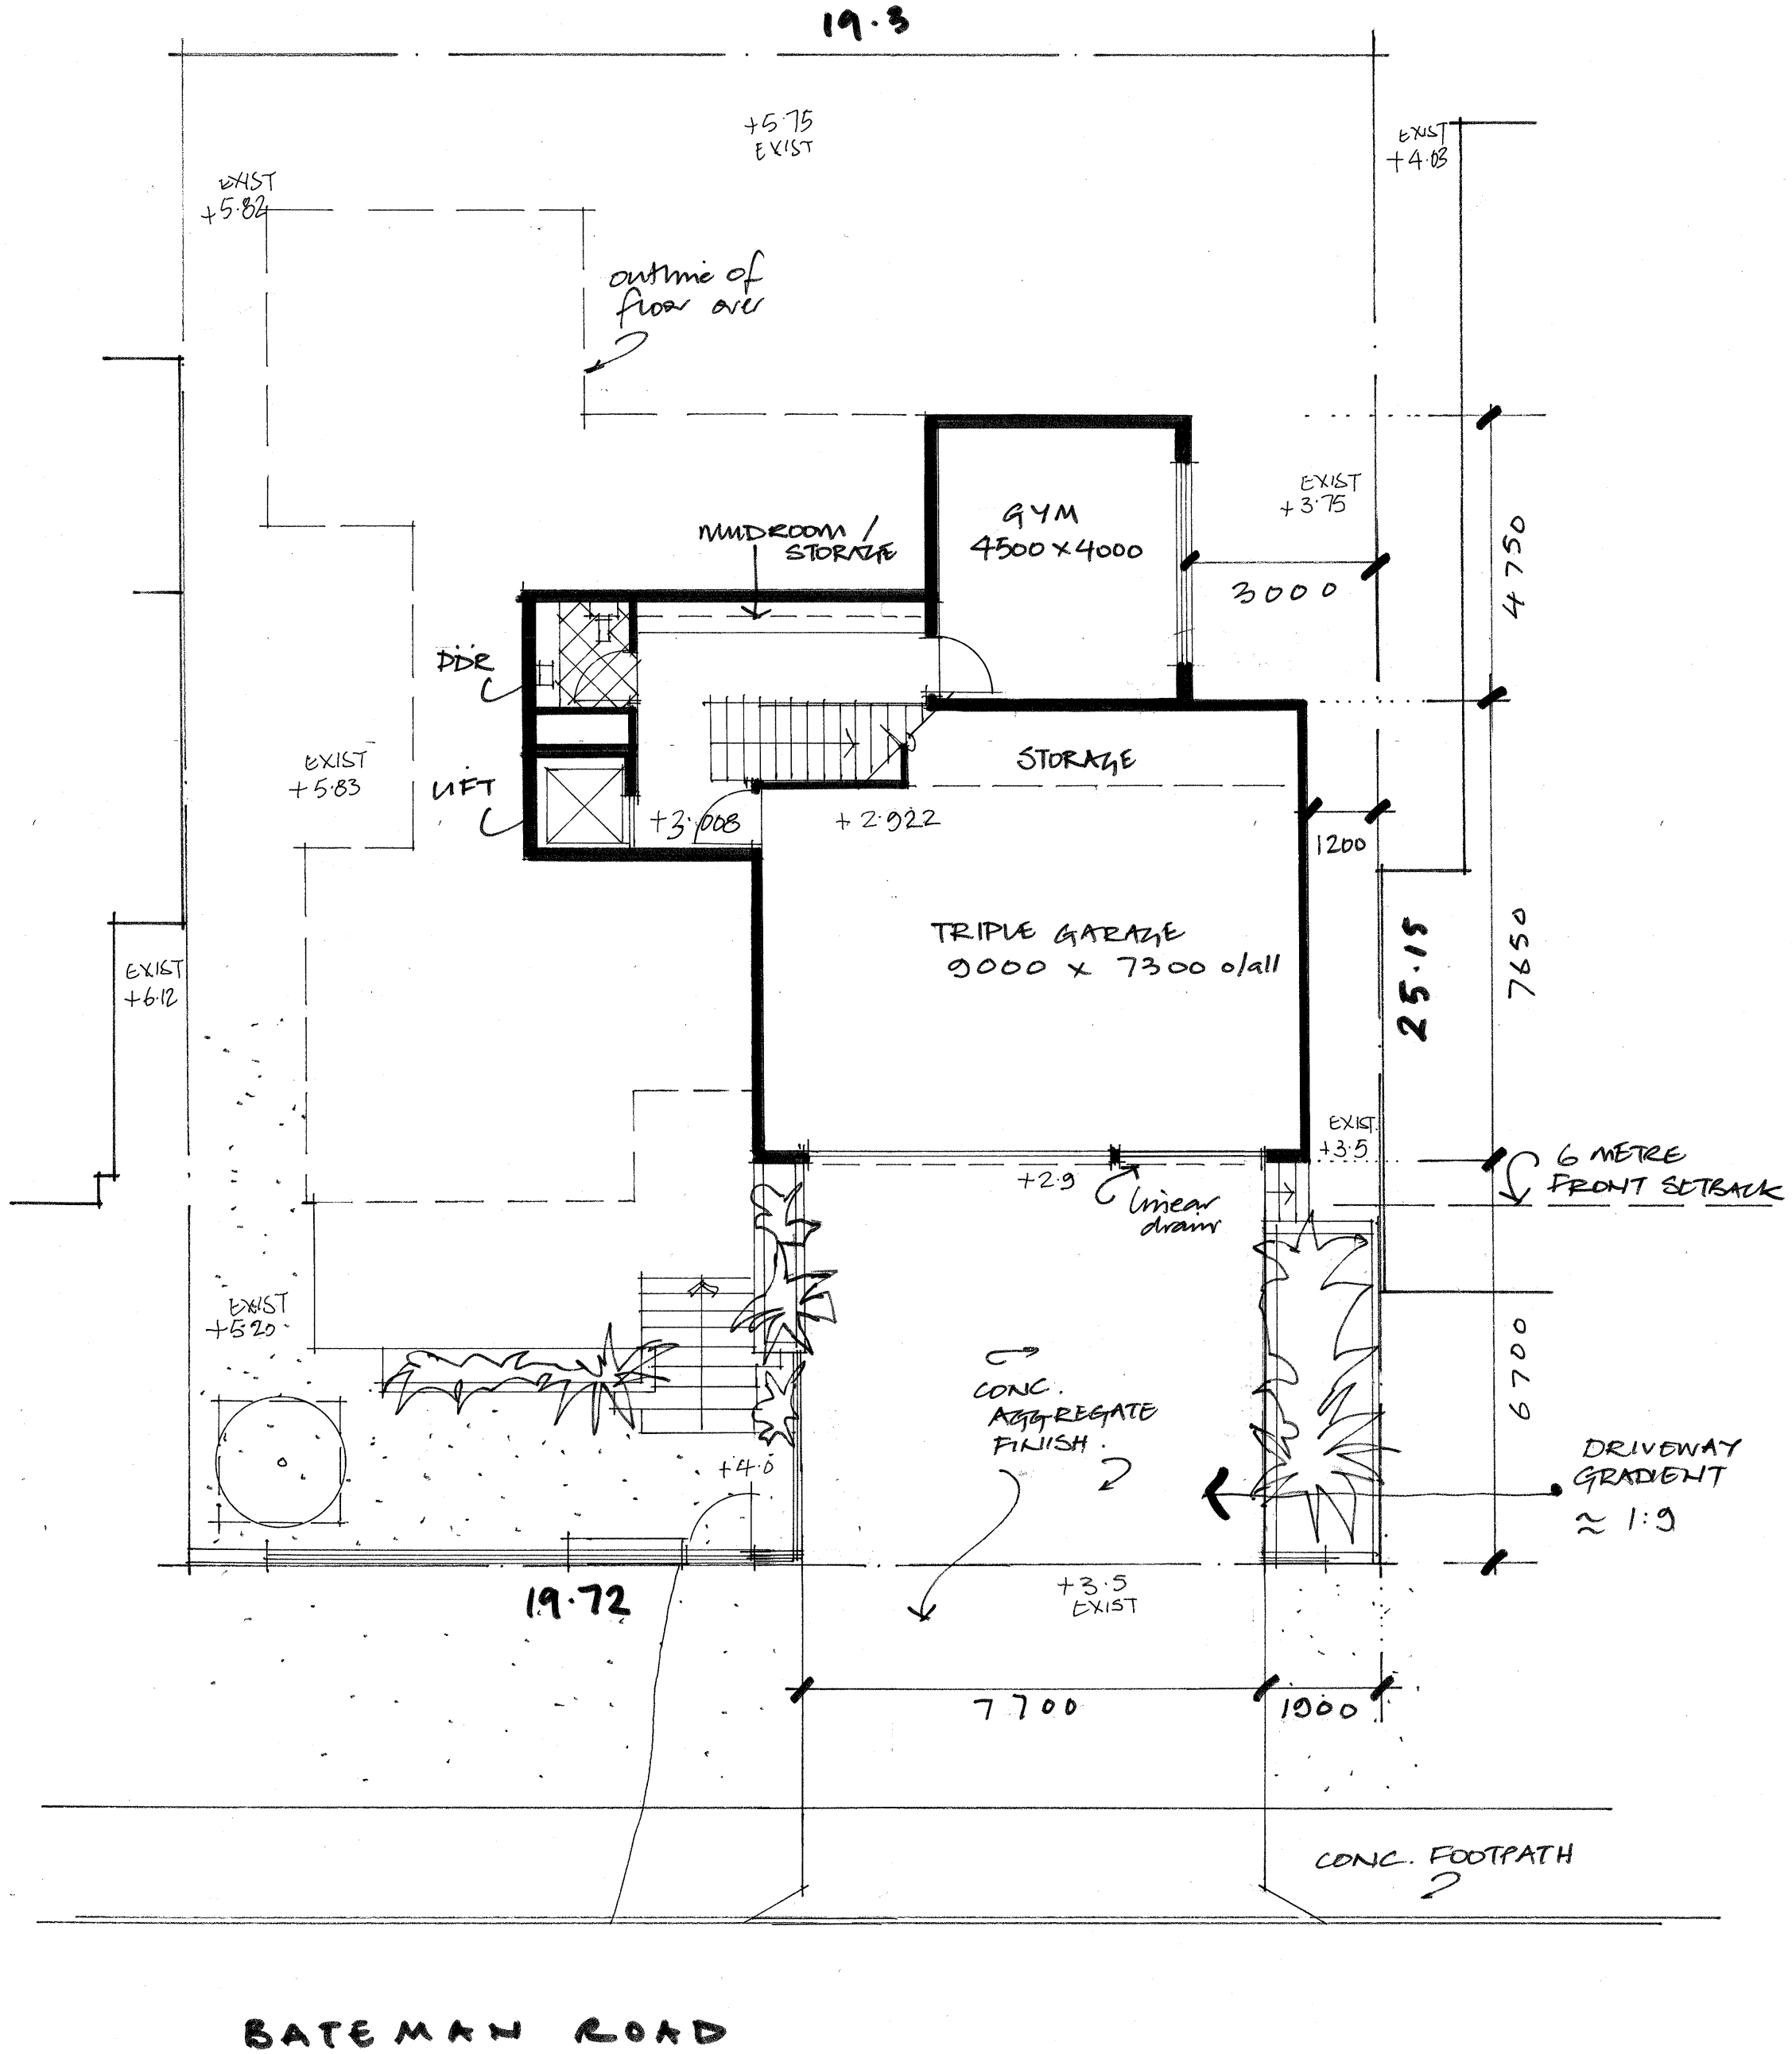 19.3
+5.75
EXIST
EXIST
+4.03
EXIST
+5.82
outline of
floor over
EXIST
+3.75
GYM
4500 x 4000
MUDROOM /
STORAGE
3000
4750
PDR
STORAGE
EXIST
+5.83
LIFT
+3.008
+2.922
1200
TRIPLE GARAGE
9000 x 7300 o/all
EXIST
+6.12
25.15
7650
EXIST.
+3.5
6 METRE
FRONT SETBACK
+2.9
linear
drain
EXIST
+5.20
6700
CONC.
AGGREGATE
FINISH.
DRIVEWAY
GRADIENT
≈ 1:9
+4.0
19.72
+3.5
EXIST
7700
1900
CONC. FOOTPATH
BATEMAN ROAD